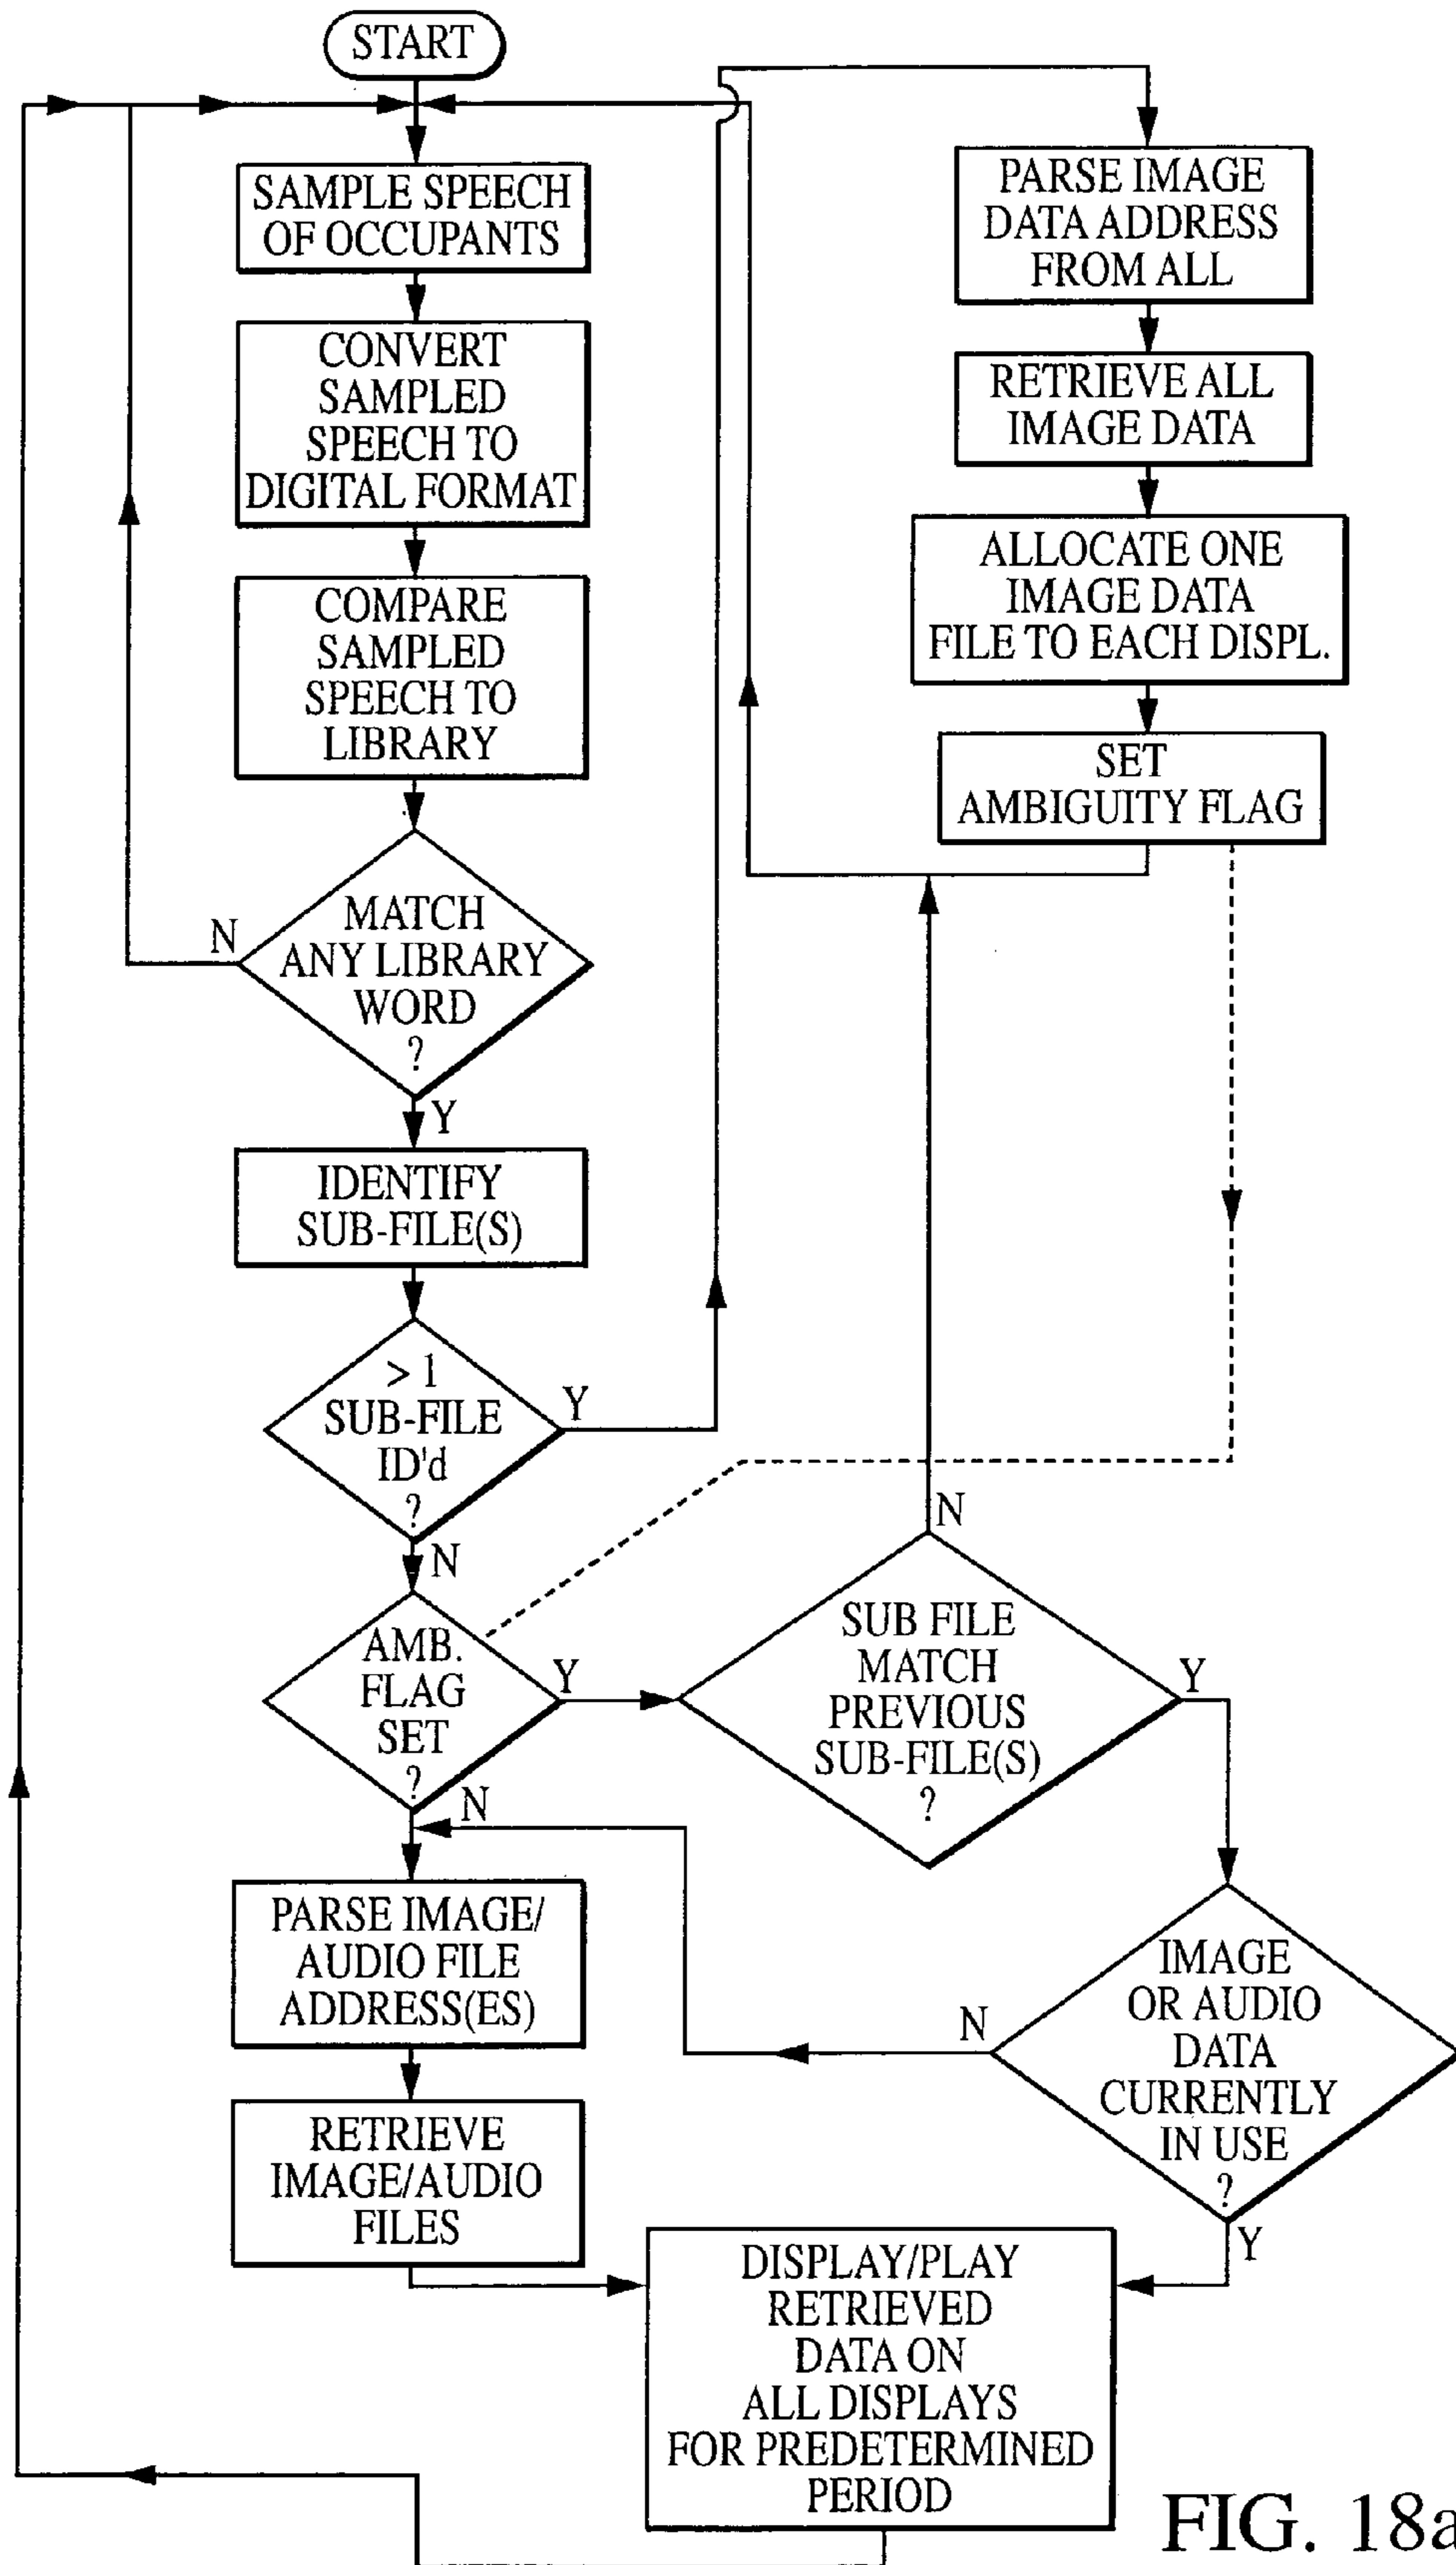 START
SAMPLE SPEECH
OF OCCUPANTS
CONVERT
SAMPLED
SPEECH TO
DIGITAL FORMAT
COMPARE
SAMPLED
SPEECH TO
LIBRARY
MATCH
ANY LIBRARY
WORD
?
N
Y
IDENTIFY
SUB-FILE(S)
> 1
SUB-FILE
ID'd
?
Y
N
AMB.
FLAG
SET
?
Y
N
PARSE IMAGE/
AUDIO FILE
ADDRESS(ES)
RETRIEVE
IMAGE/AUDIO
FILES
PARSE IMAGE
DATA ADDRESS
FROM ALL
RETRIEVE ALL
IMAGE DATA
ALLOCATE ONE
IMAGE DATA
FILE TO EACH DISPL.
SET
AMBIGUITY FLAG
N
SUB FILE
MATCH
PREVIOUS
SUB-FILE(S)
?
Y
IMAGE
OR AUDIO
DATA
CURRENTLY
IN USE
?
N
Y
DISPLAY/PLAY
RETRIEVED
DATA ON
ALL DISPLAYS
FOR PREDETERMINED
PERIOD
FIG. 18a